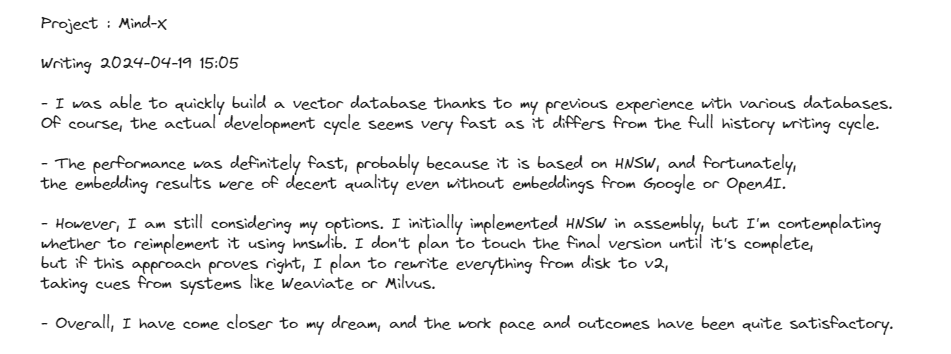 Project : Mind-X
Writing 2024-04-19 15:05
- I was able to quickly build a vector database thanks to my previous experience with various databases.
Of course, the actual development cycle seems very fast as it differs from the full history writing cycle.
- The performance was definitely fast, probably because it is based on HNSW, and fortunately,
the embedding results were of decent quality even without embeddings from Google or OpenAI.
- However, I am still considering my options. I initially implemented HNSW in assembly, but I'm contemplating
whether to reimplement it using hnswlib. I don't plan to touch the final version until it's complete,
but if this approach proves right, I plan to rewrite everything from disk to v2,
taking cues from systems like Weaviate or Milvus.
- Overall, I have come closer to my dream, and the work pace and outcomes have been quite satisfactory.